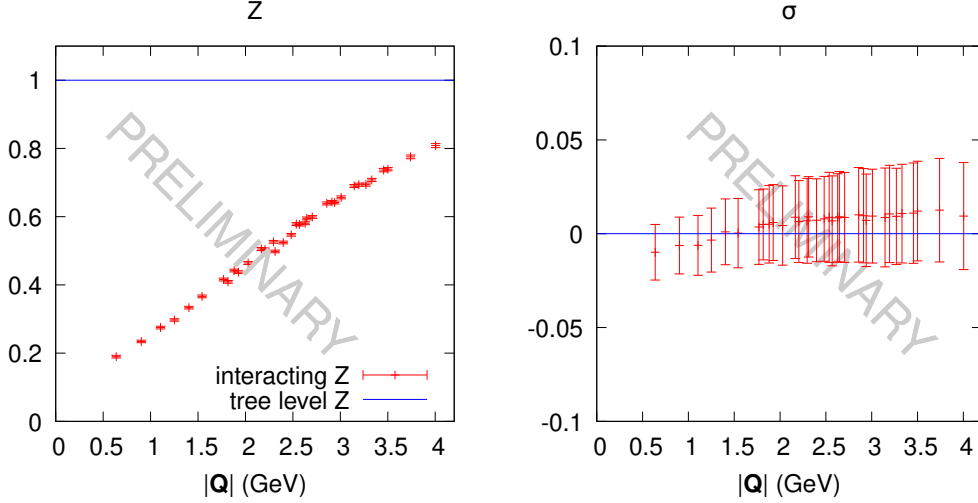 Z
1
0.8
0.6
0.4
0.2
0
PRELIMINARY
interacting Z
tree level Z
0 0.5 1 1.5 2 2.5 3 3.5 4
|Q| (GeV)
σ
0.1
0.05
0
-0.05
-0.1
PRELIMINARY
0 0.5 1 1.5 2 2.5 3 3.5 4
|Q| (GeV)